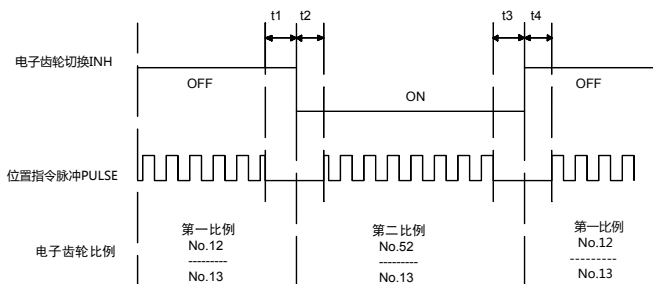 t1 t2 t3 t4
电子齿轮切换INH
OFF ON OFF
位置指令脉冲PULSE
电子齿轮比例
第一比例
No.12
---------
No.13
第二比例
No.52
---------
No.13
第一比例
No.12
---------
No.13